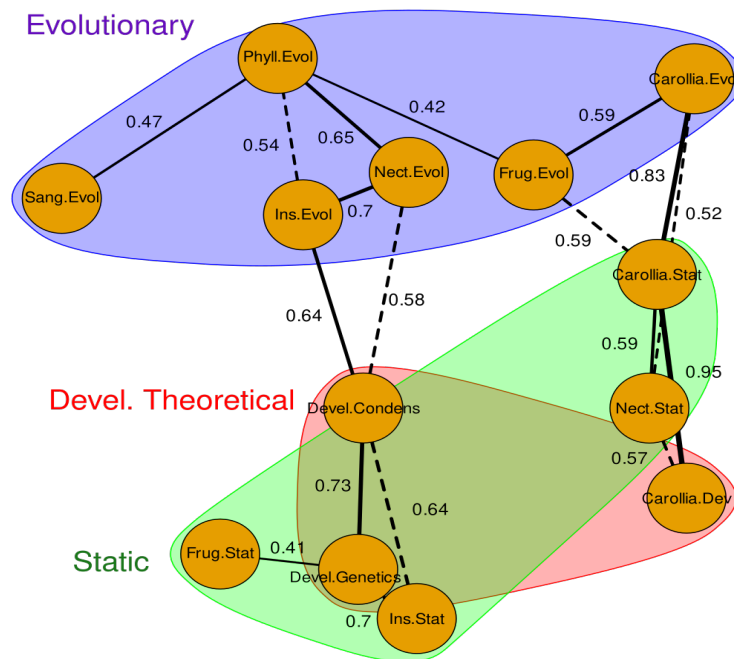 Evolutionary
Phyll.Evol
Carollia.Evol
0.47
0.54
0.65
0.42
0.59
Sang.Evol
Ins.Evol
Nect.Evol
0.7
Frug.Evol
0.83
0.52
0.59
Carollia.Stat
0.64
0.58
0.59
0.95
Devel. Theoretical
Devel.Condens
Nect.Stat
0.57
0.73
0.64
Carollia.Dev
Static
Frug.Stat
0.41
Devel.Genetics
0.7
Ins.Stat